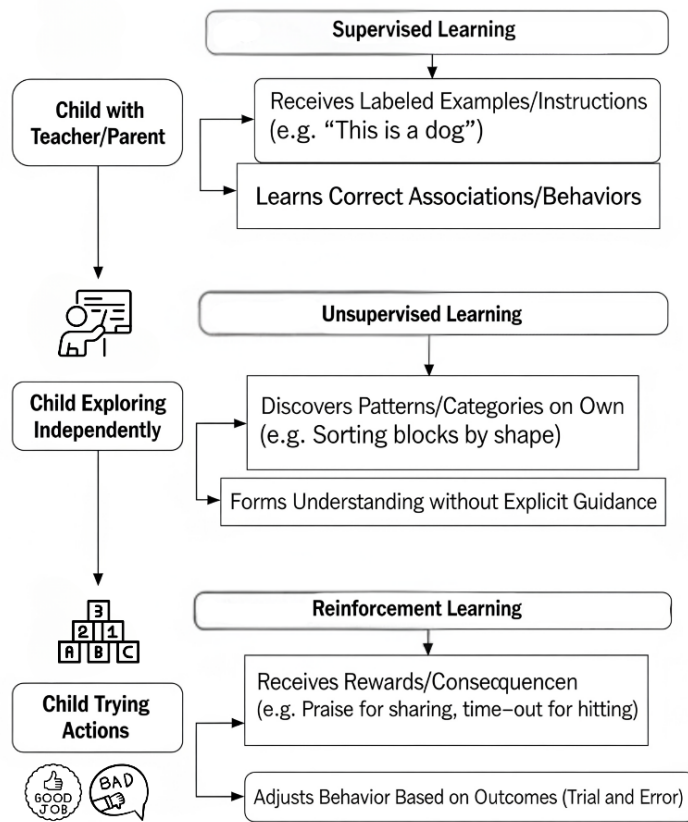 Supervised Learning
Child with
Teacher/Parent
Receives Labeled Examples/Instructions
(e.g. “This is a dog”)
Learns Correct Associations/Behaviors
Unsupervised Learning
Child Exploring
Independently
Discovers Patterns/Categories on Own
(e.g. Sorting blocks by shape)
Forms Understanding without Explicit Guidance
3
2 1
A B C
Reinforcement Learning
Child Trying
Actions
Receives Rewards/Consecquencen
(e.g. Praise for sharing, time–out for hitting)
GOOD
JOB
BAD
Adjusts Behavior Based on Outcomes (Trial and Error)